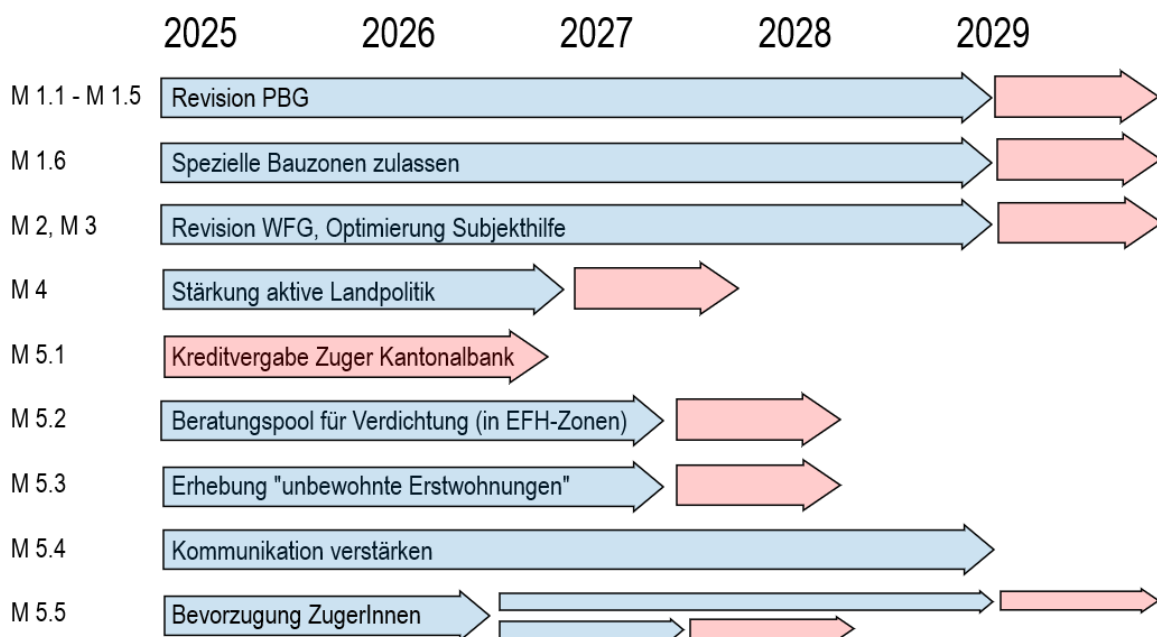 2025 2026 2027 2028 2029
M 1.1 - M 1.5 Revision PBG
M 1.6 Spezielle Bauzonen zulassen
M 2, M 3 Revision WFG, Optimierung Subjekthilfe
M 4 Stärkung aktive Landpolitik
M 5.1 Kreditvergabe Zuger Kantonalbank
M 5.2 Beratungspool für Verdichtung (in EFH-Zonen)
M 5.3 Erhebung "unbewohnte Erstwohnungen"
M 5.4 Kommunikation verstärken
M 5.5 Bevorzugung ZugerInnen